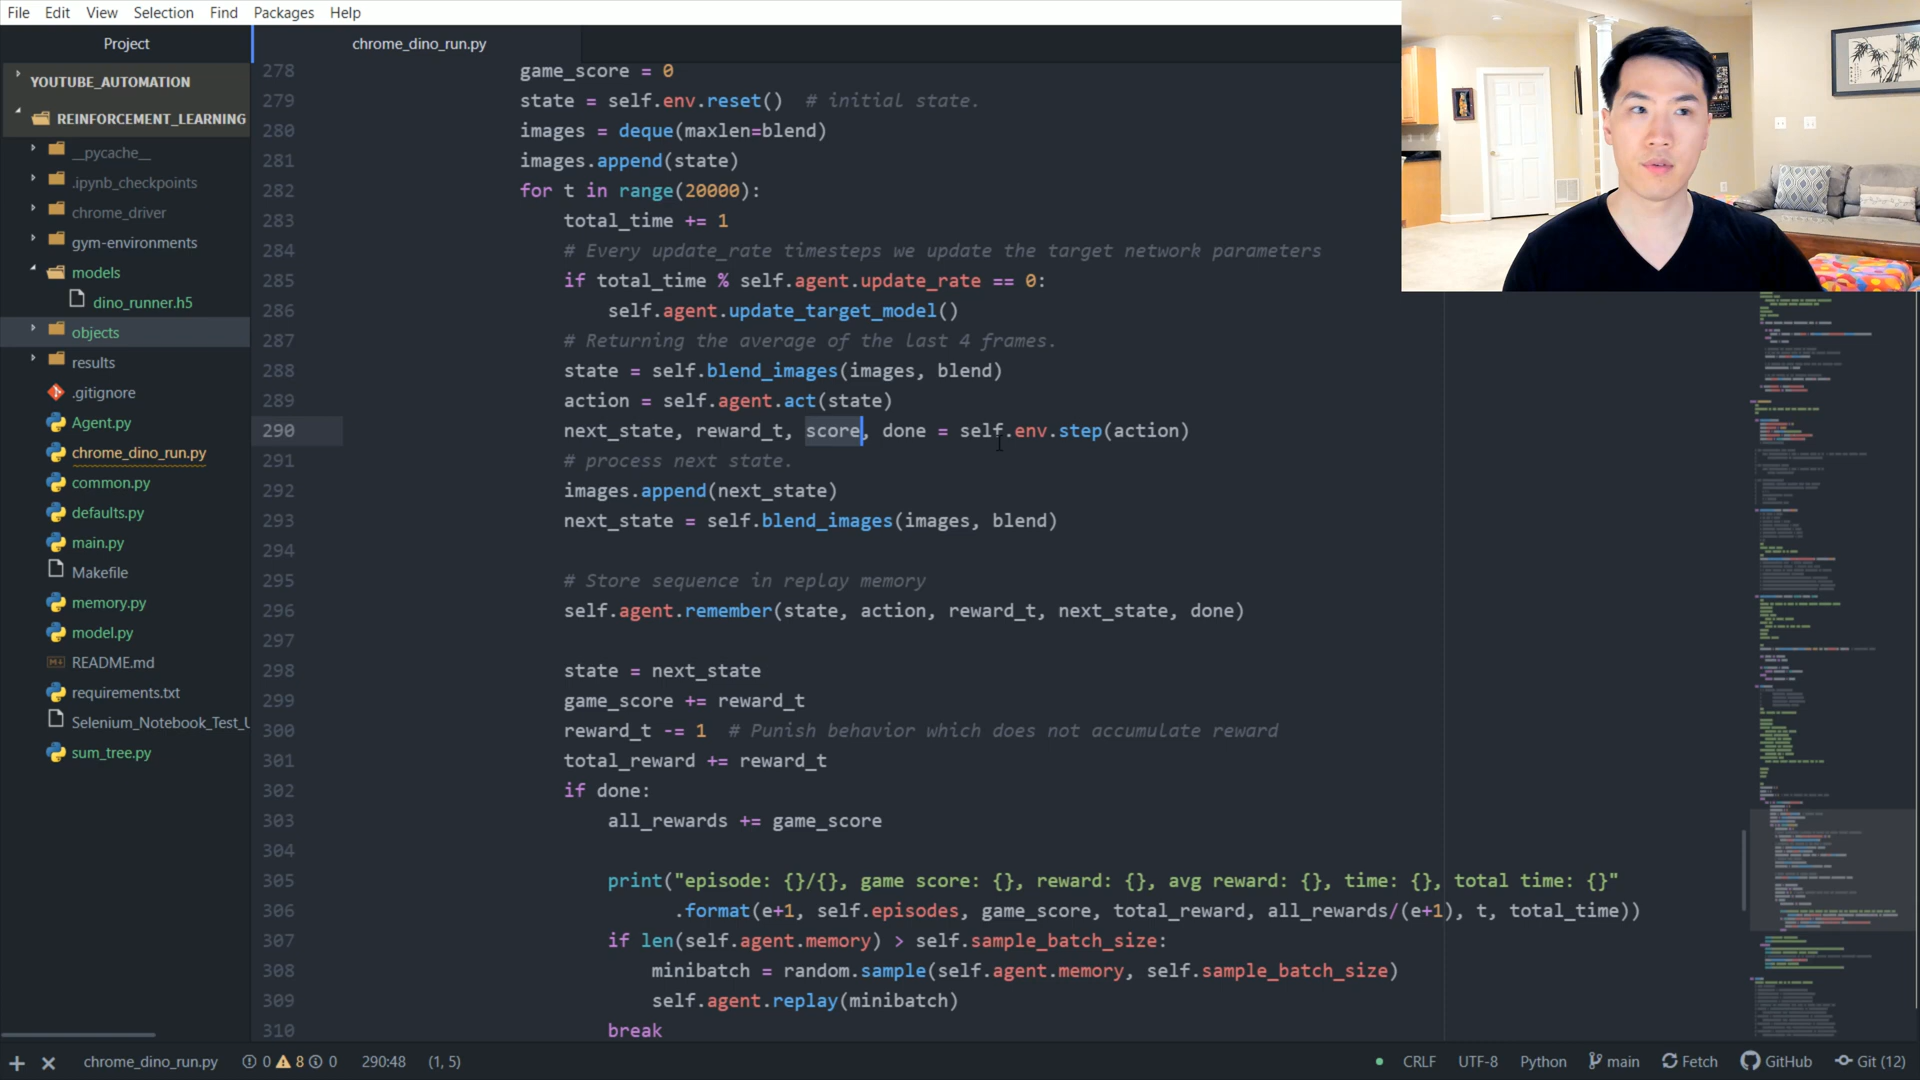 File Edit View Selection Find Packages Help
Project
YOUTUBE_AUTOMATION
REINFORCEMENT_LEARNING
__pycache__
.ipynb_checkpoints
chrome_driver
gym-environments
models
dino_runner.h5
objects
results
.gitignore
Agent.py
chrome_dino_run.py
common.py
defaults.py
main.py
Makefile
memory.py
model.py
README.md
requirements.txt
Selenium_Notebook_Test_U
sum_tree.py
chrome_dino_run.py
278 game_score = 0
279 state = self.env.reset()  # initial state.
280 images = deque(maxlen=blend)
281 images.append(state)
282 for t in range(20000):
283 total_time += 1
284 # Every update_rate timesteps we update the target network parameters
285 if total_time % self.agent.update_rate == 0:
286 self.agent.update_target_model()
287 # Returning the average of the last 4 frames.
288 state = self.blend_images(images, blend)
289 action = self.agent.act(state)
290 next_state, reward_t, score, done = self.env.step(action)
291 # process next state.
292 images.append(next_state)
293 next_state = self.blend_images(images, blend)
294
295 # Store sequence in replay memory
296 self.agent.remember(state, action, reward_t, next_state, done)
297
298 state = next_state
299 game_score += reward_t
300 reward_t -= 1  # Punish behavior which does not accumulate reward
301 total_reward += reward_t
302 if done:
303 all_rewards += game_score
304
305 print("episode: {}/{}, game score: {}, reward: {}, avg reward: {}, time: {}, total time: {}"
306 .format(e+1, self.episodes, game_score, total_reward, all_rewards/(e+1), t, total_time))
307 if len(self.agent.memory) > self.sample_batch_size:
308 minibatch = random.sample(self.agent.memory, self.sample_batch_size)
309 self.agent.replay(minibatch)
310 break
chrome_dino_run.py 0 8 0 290:48 (1, 5) CRLF UTF-8 Python main Fetch GitHub Git (12)